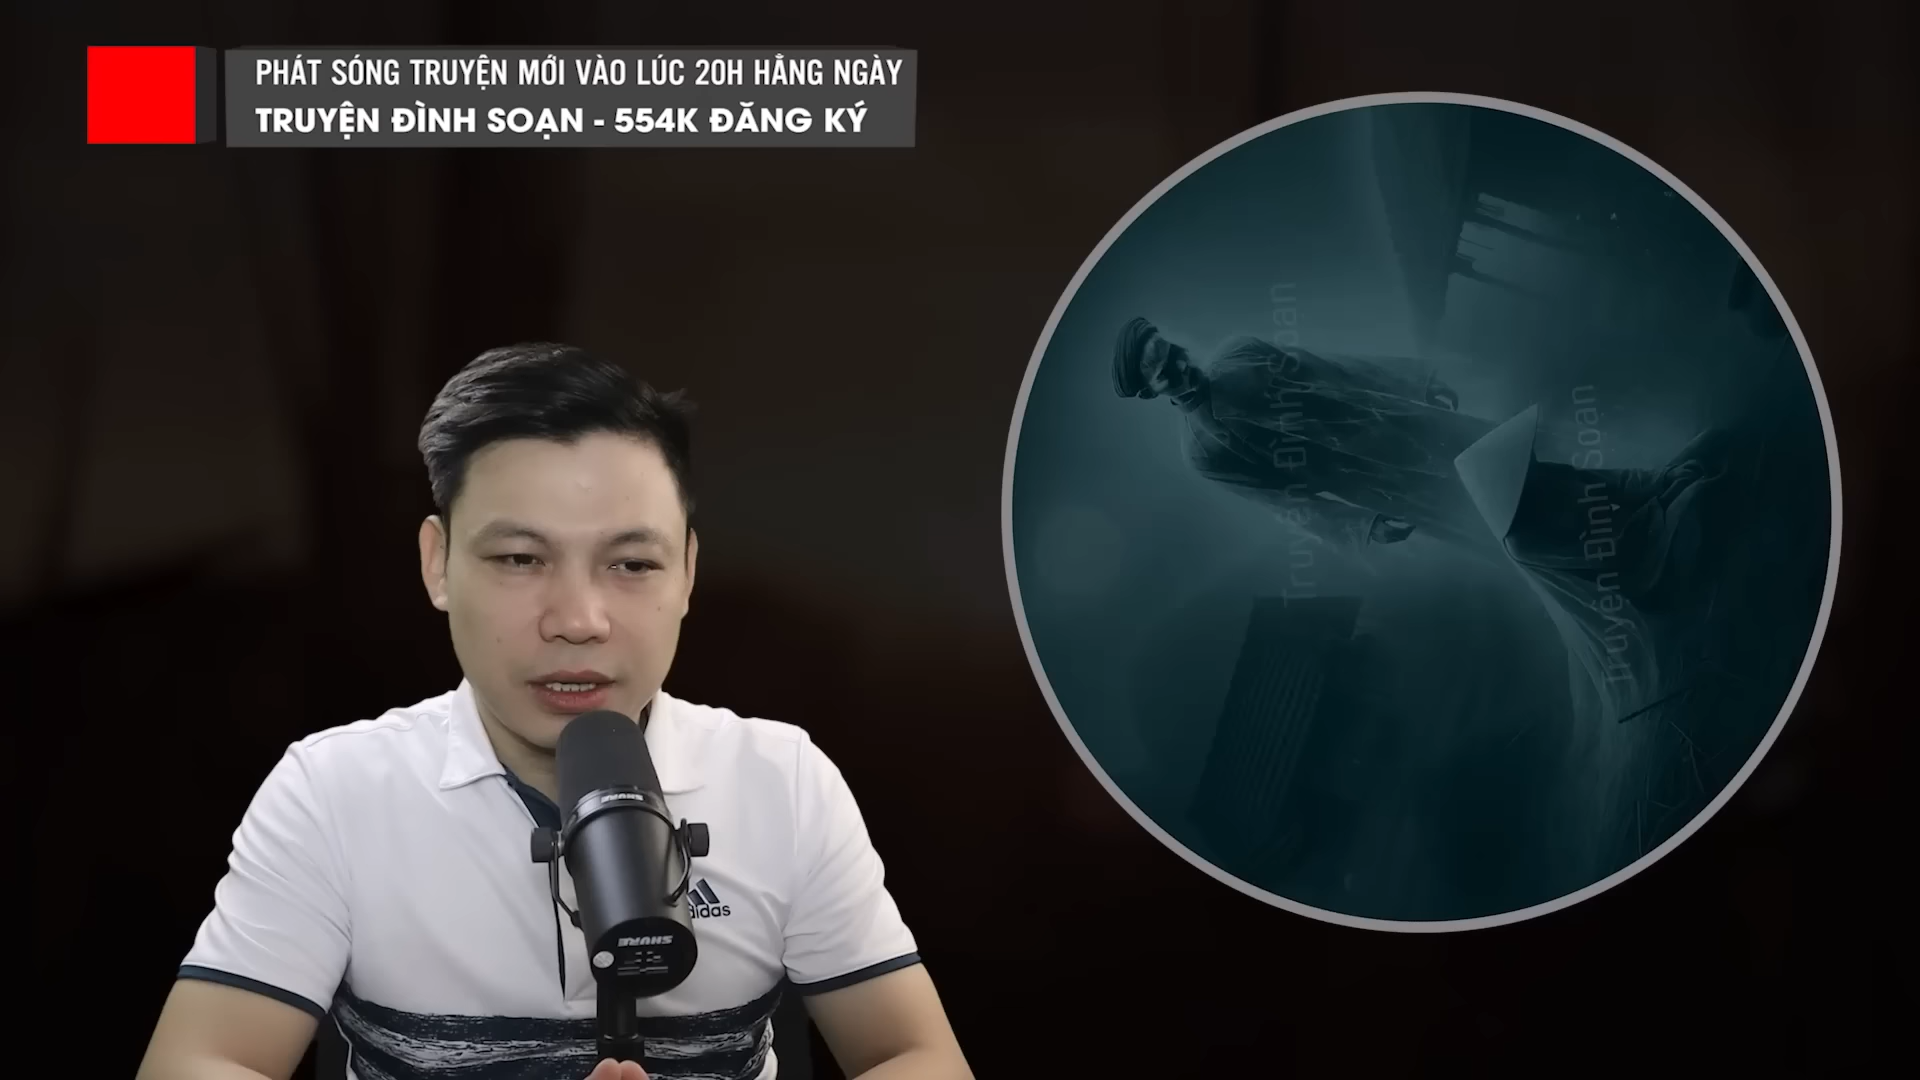 PHÁT SÓNG TRUYỆN MỚI VÀO LÚC 20H HẰNG NGÀY
TRUYỆN ĐÌNH SOẠN - 554K ĐĂNG KÝ
Truyện Đình Soạn
Truyện Đình Soạn
SHURE
adidas
SHURE